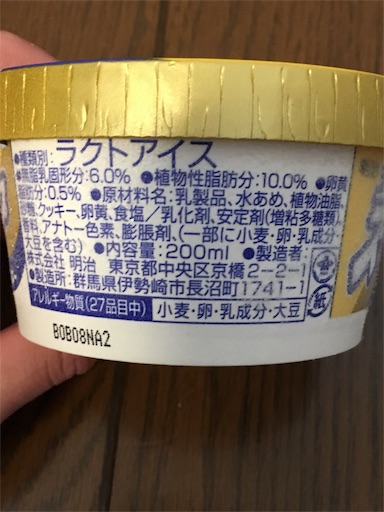 ●種類別:ラクトアイス
●無脂乳固形分:6.0% ●植物性脂肪分:10.0% ●卵黄
脂肪分:0.5% ●原材料名:乳製品、水あめ、植物油脂、
糖、クッキー、卵黄、食塩/乳化剤、安定剤(増粘多糖類)、
香料、アナトー色素、膨脹剤、(一部に小麦・卵・乳成分・
大豆を含む) ●内容量:200ml ●製造者:
株式会社 明治 東京都中央区京橋2-2-1
●製造所:群馬県伊勢崎市長沼町1741-1
アレルギー物質(27品目中) 小麦・卵・乳成分・大豆
紙
B0B08NA2